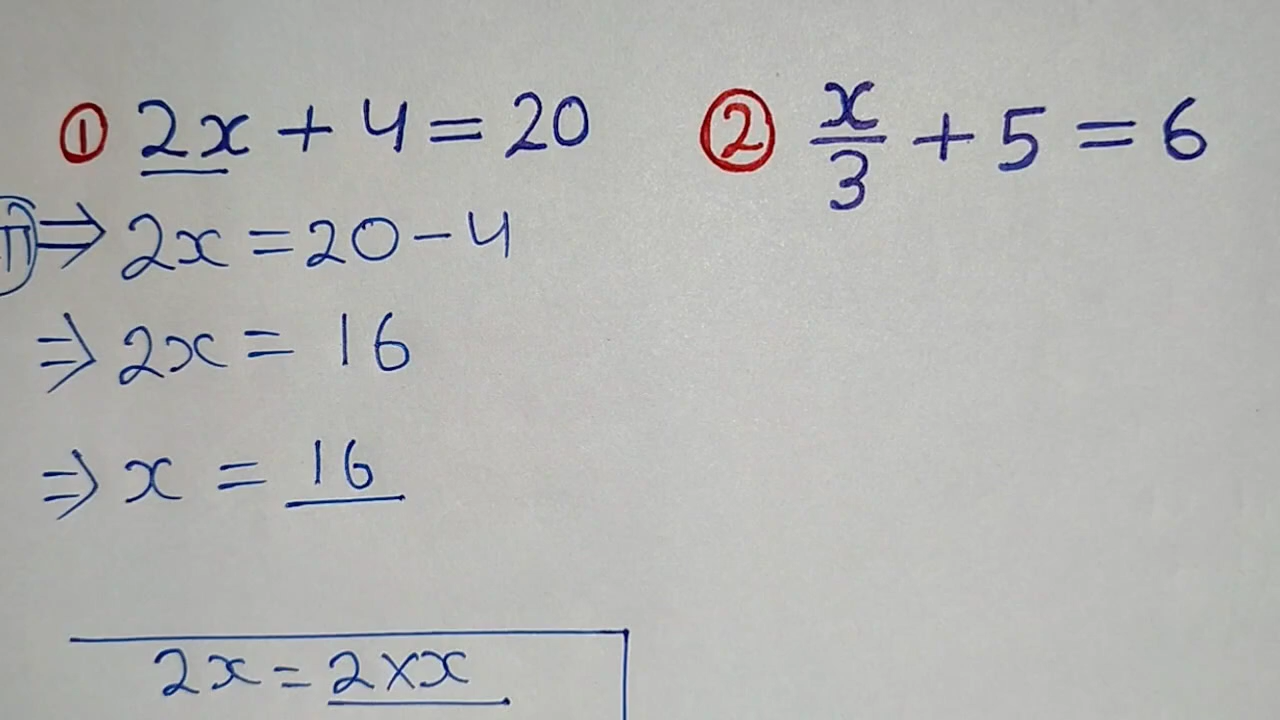 ① 2x + 4 = 20
⇒ 2x = 20 - 4
⇒ 2x = 16
⇒ x = 16
2x = 2 × x
② x/3 + 5 = 6